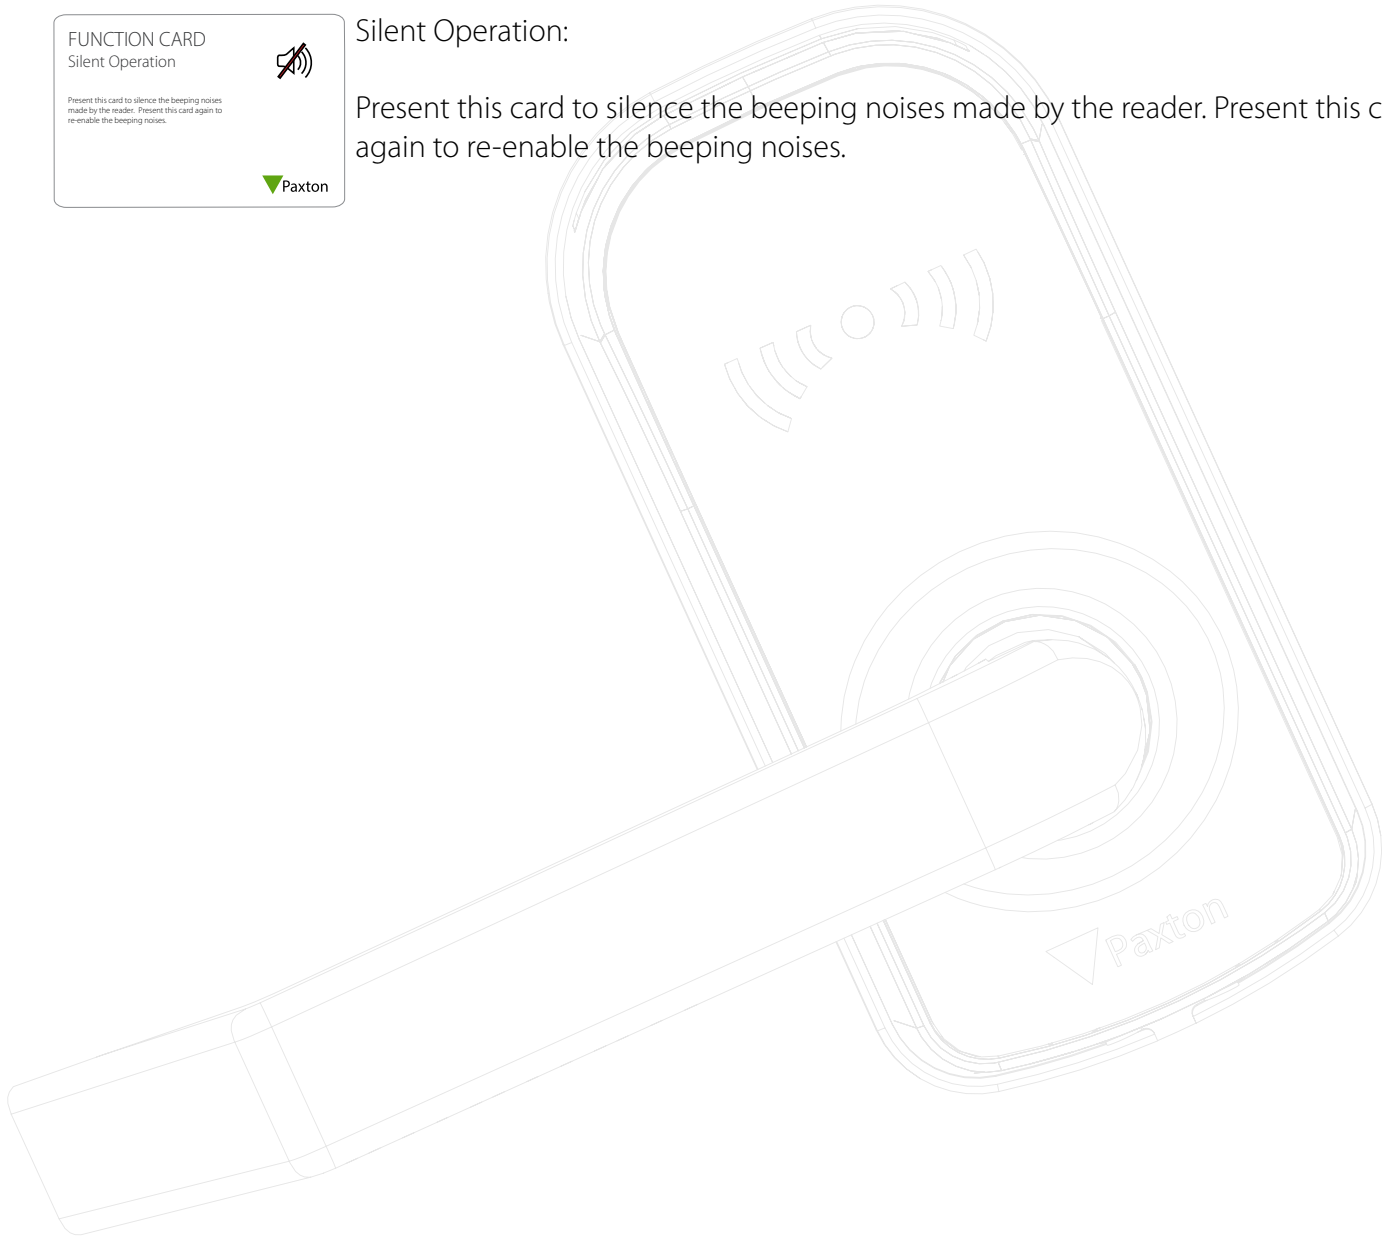 FUNCTION CARD
Silent Operation
Present this card to silence the beeping noises
made by the reader. Present this card again to
re-enable the beeping noises.
Paxton
Silent Operation:
Present this card to silence the beeping noises made by the reader. Present this c
again to re-enable the beeping noises.
Paxton